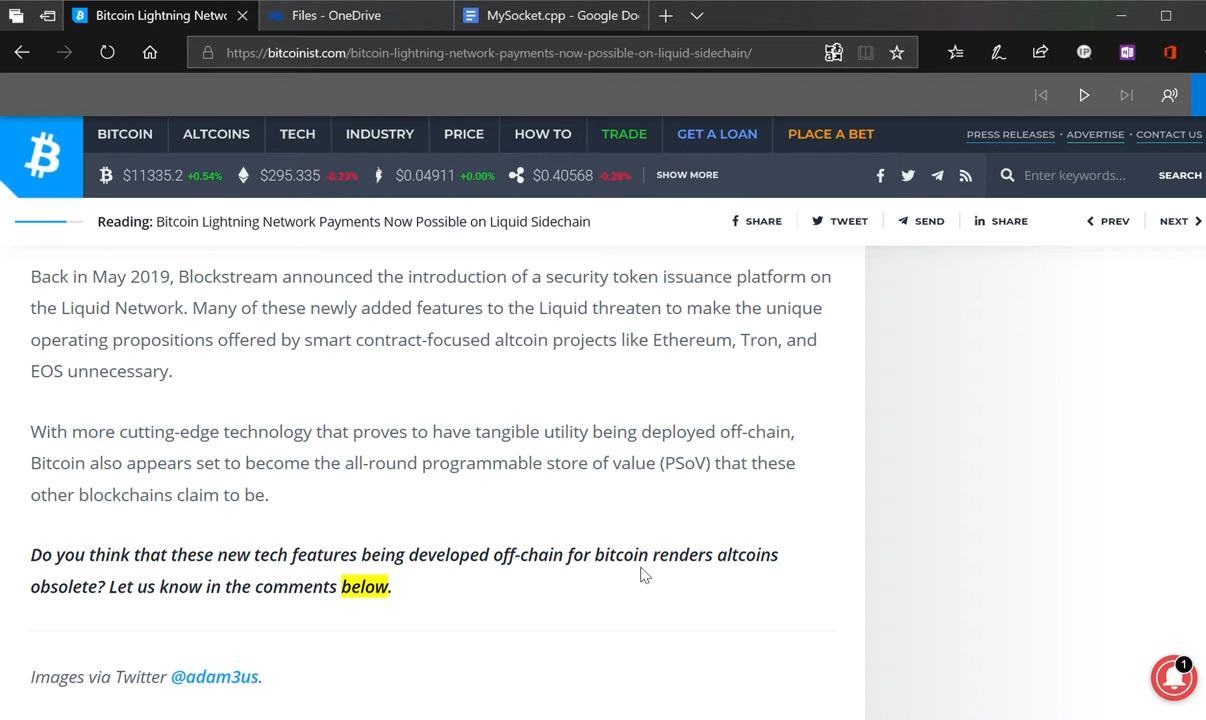 Bitcoin Lightning Netwo
Files - OneDrive
MySocket.cpp - Google Do
https://bitcoinist.com/bitcoin-lightning-network-payments-now-possible-on-liquid-sidechain/
BITCOIN ALTCOINS TECH INDUSTRY PRICE HOW TO TRADE GET A LOAN PLACE A BET PRESS RELEASES · ADVERTISE · CONTACT US
$11335.2 +0.54% $295.335 -0.23% $0.04911 +0.00% $0.40568 -0.28% SHOW MORE Enter keywords... SEARCH
Reading: Bitcoin Lightning Network Payments Now Possible on Liquid Sidechain SHARE TWEET SEND SHARE PREV NEXT
Back in May 2019, Blockstream announced the introduction of a security token issuance platform on
the Liquid Network. Many of these newly added features to the Liquid threaten to make the unique
operating propositions offered by smart contract-focused altcoin projects like Ethereum, Tron, and
EOS unnecessary.
With more cutting-edge technology that proves to have tangible utility being deployed off-chain,
Bitcoin also appears set to become the all-round programmable store of value (PSoV) that these
other blockchains claim to be.
Do you think that these new tech features being developed off-chain for bitcoin renders altcoins
obsolete? Let us know in the comments below.
Images via Twitter @adam3us.
1